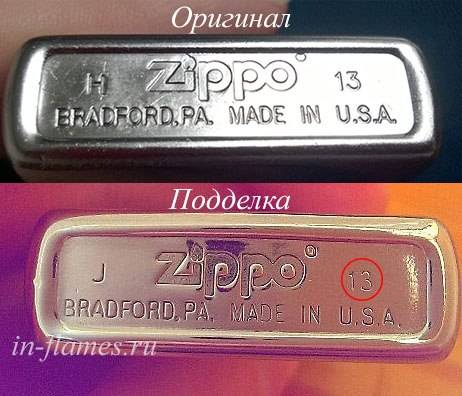 Оригинал
H Zippo® 13
BRADFORD,PA. MADE IN U.S.A.
Подделка
J Zippo® 13
BRADFORD,PA. MADE IN U.S.A.
in-flames.ru